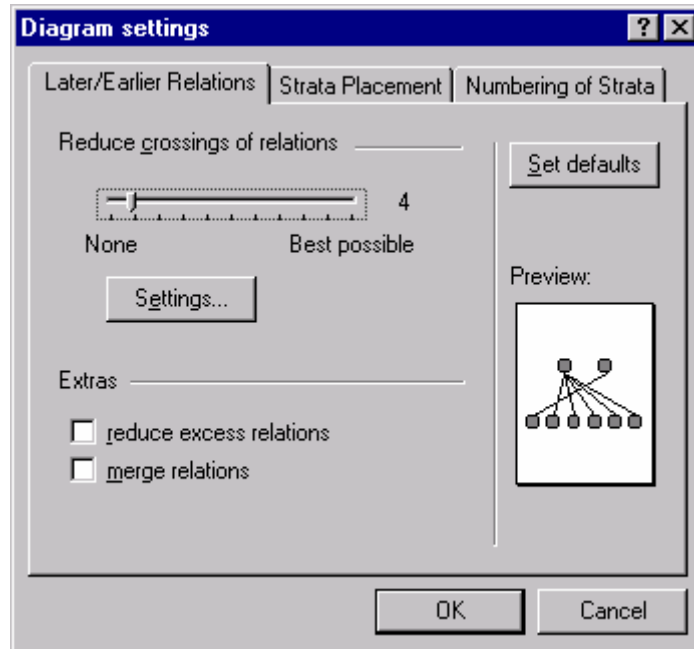 Diagram settings
Later/Earlier Relations
Strata Placement
Numbering of Strata
Reduce crossings of relations
4
None
Best possible
Settings...
Extras
reduce excess relations
merge relations
Set defaults
Preview:
OK
Cancel